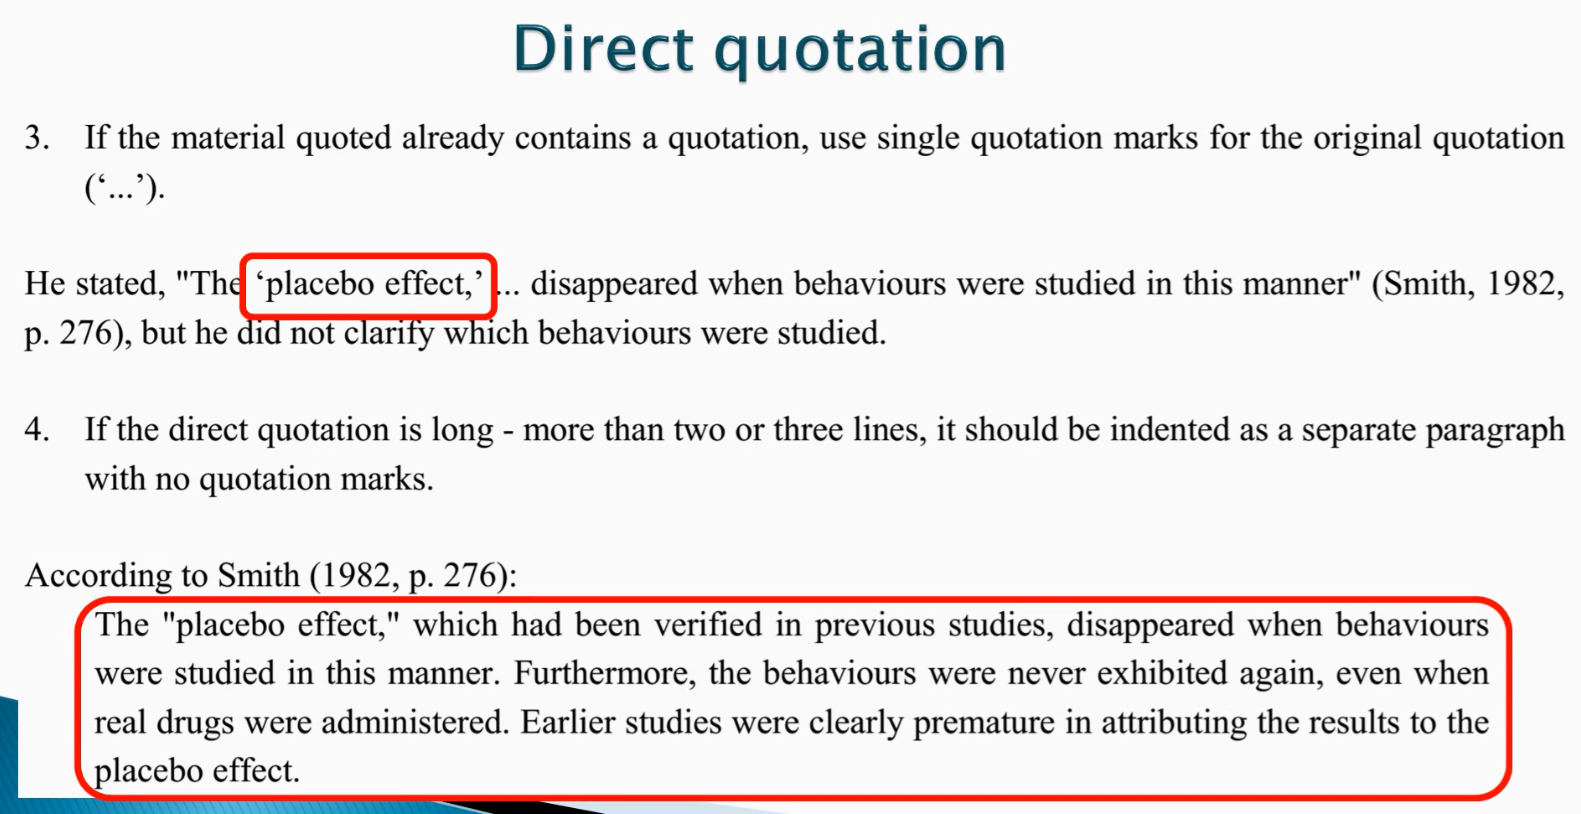 Direct quotation
3. If the material quoted already contains a quotation, use single quotation marks for the original quotation
(‘...’).
He stated, "The ‘placebo effect,’ ... disappeared when behaviours were studied in this manner" (Smith, 1982,
p. 276), but he did not clarify which behaviours were studied.
4. If the direct quotation is long - more than two or three lines, it should be indented as a separate paragraph
with no quotation marks.
According to Smith (1982, p. 276):
The "placebo effect," which had been verified in previous studies, disappeared when behaviours
were studied in this manner. Furthermore, the behaviours were never exhibited again, even when
real drugs were administered. Earlier studies were clearly premature in attributing the results to the
placebo effect.